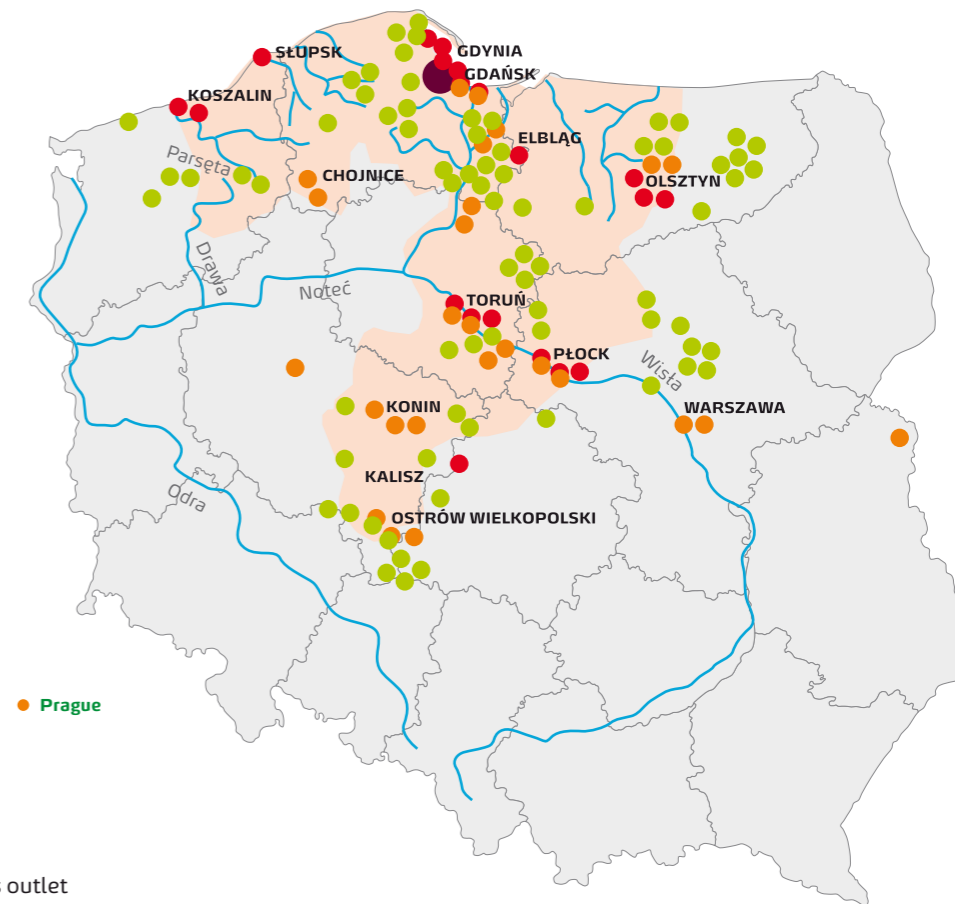 SŁUPSK
GDYNIA
GDAŃSK
KOSZALIN
ELBLĄG
Parsęta
CHOJNICE
OLSZTYN
Drawa
Noteć
TORUŃ
PŁOCK
Wisła
KONIN
WARSZAWA
KALISZ
Odra
OSTRÓW WIELKOPOLSKI
Prague
outlet